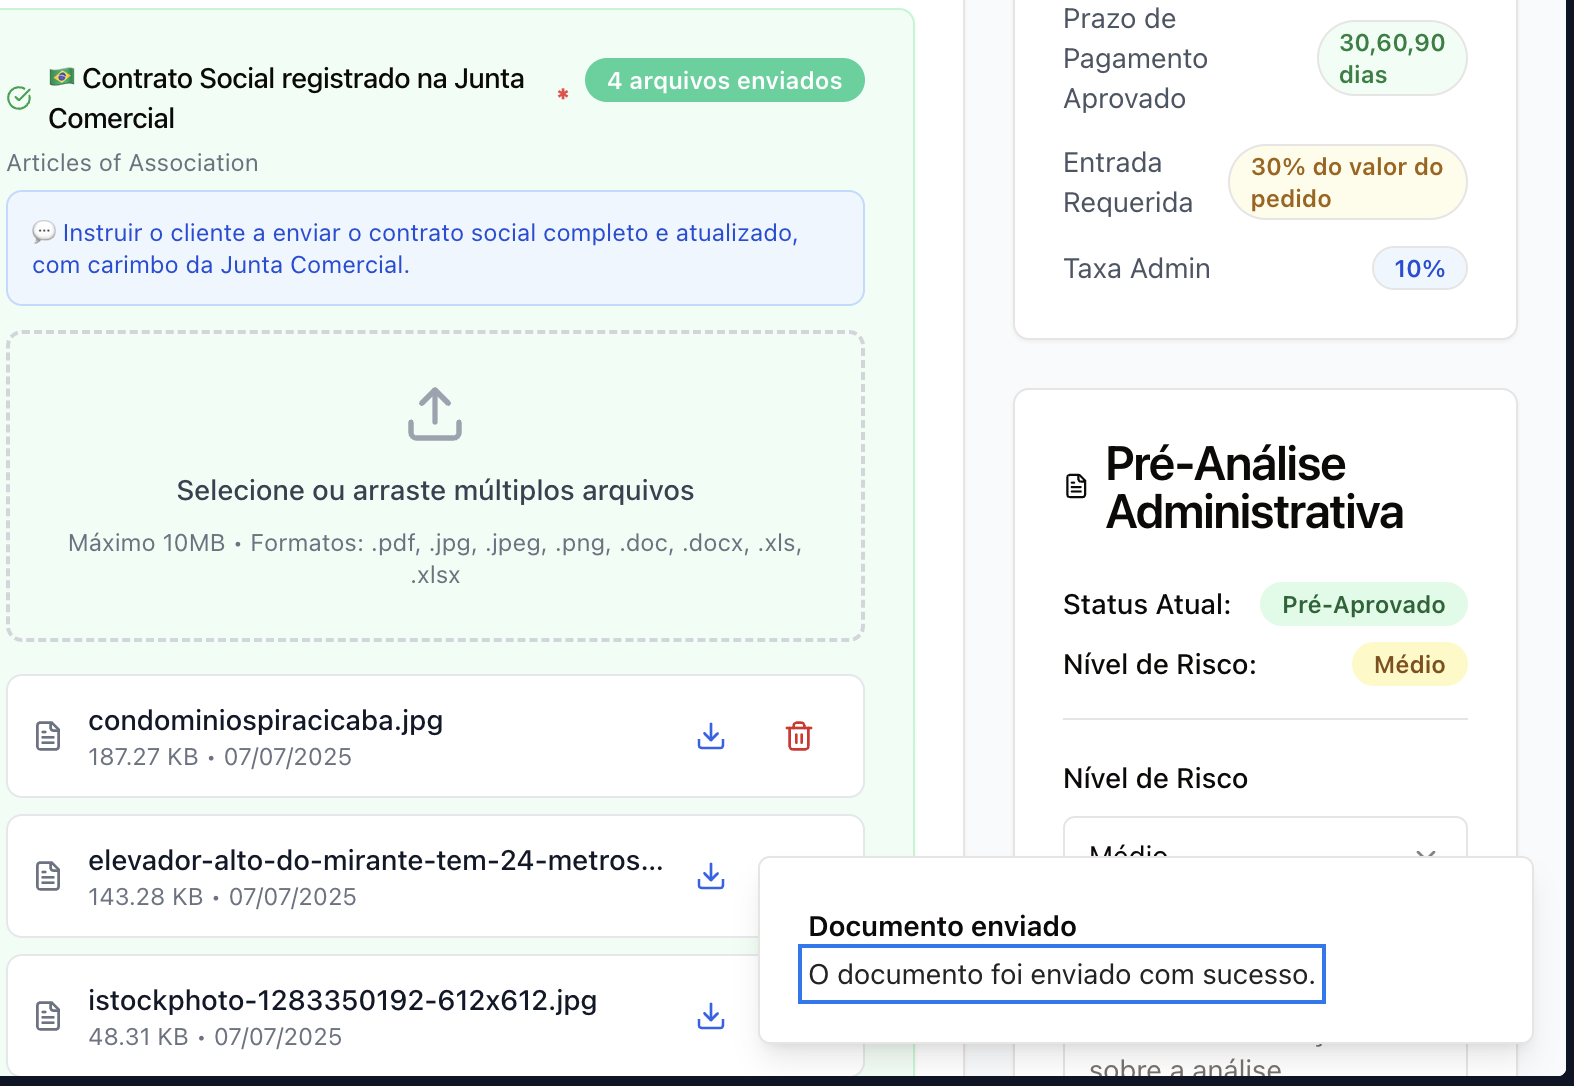 Contrato Social registrado na Junta
Comercial
*
4 arquivos enviados
Articles of Association
Instruir o cliente a enviar o contrato social completo e atualizado,
com carimbo da Junta Comercial.
Selecione ou arraste múltiplos arquivos
Máximo 10MB • Formatos: .pdf, .jpg, .jpeg, .png, .doc, .docx, .xls,
.xlsx
condominiospiracicaba.jpg
187.27 KB • 07/07/2025
elevador-alto-do-mirante-tem-24-metros...
143.28 KB • 07/07/2025
istockphoto-1283350192-612x612.jpg
48.31 KB • 07/07/2025
Prazo de
Pagamento
Aprovado
30,60,90
dias
Entrada
Requerida
30% do valor do
pedido
Taxa Admin
10%
Pré-Análise
Administrativa
Status Atual:
Pré-Aprovado
Nível de Risco:
Médio
Nível de Risco
Médio
Documento enviado
O documento foi enviado com sucesso.
sobre a análise